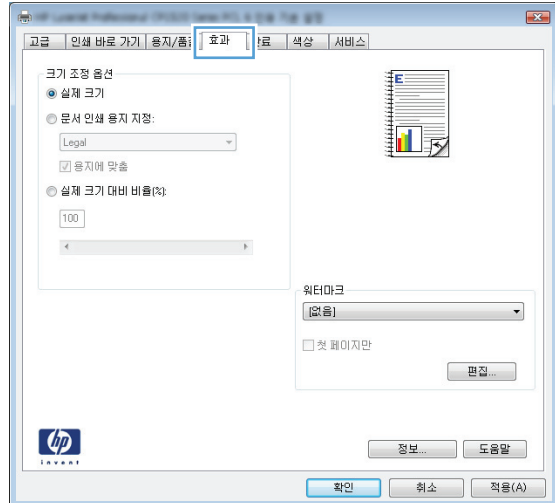 고급
인쇄 바로 가기
용지/품질
효과
색상
서비스
크기 조정 옵션
실제 크기
문서 인쇄 용지 지정:
Legal
용지에 맞춤
실제 크기 대비 비율(%):
100
E
워터마크
[없음]
첫 페이지만
편집...
hp
invent
정보...
도움말
확인
취소
적용(A)